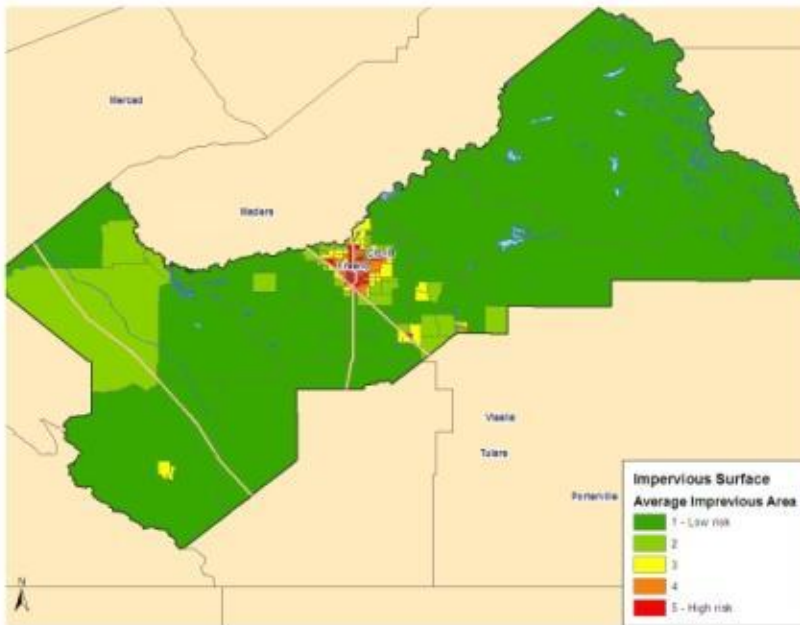 Merced
Madera
Clovis
Fresno
Visalia
Tulare
Porterville
N
Impervious Surface
Average Imprevious Area
1 - Low risk
2
3
4
5 - High risk